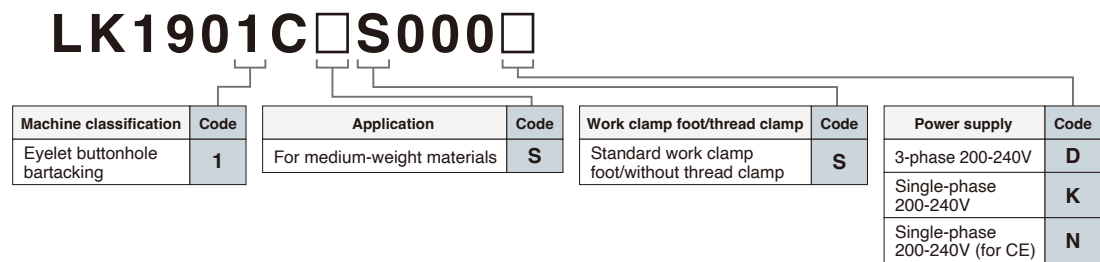 LK1901C□S000□
Machine classification Code
Eyelet buttonhole
bartacking
1
Application Code
For medium-weight materials S
Work clamp foot/thread clamp Code
Standard work clamp
foot/without thread clamp
S
Power supply Code
3-phase 200-240V D
Single-phase
200-240V
K
Single-phase
200-240V (for CE)
N